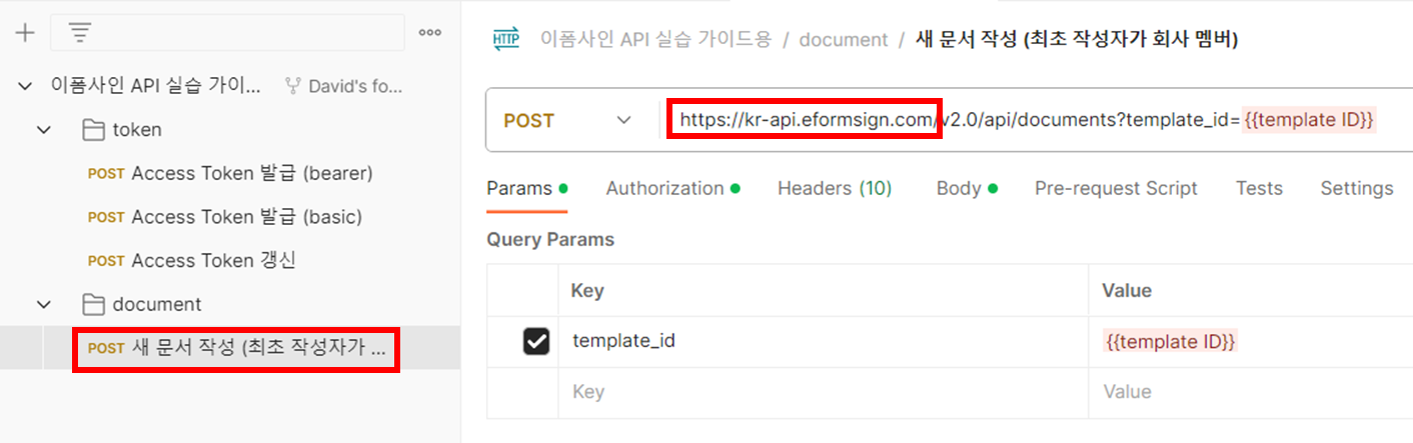 이폼사인 API 실습 가이... David's fo...
token
POST Access Token 발급 (bearer)
POST Access Token 발급 (basic)
POST Access Token 갱신
document
POST 새 문서 작성 (최초 작성자가 ...
HTTP 이폼사인 API 실습 가이드용 / document / 새 문서 작성 (최초 작성자가 회사 멤버)
POST https://kr-api.eformsign.com/v2.0/api/documents?template_id={{template ID}}
Params Authorization Headers (10) Body Pre-request Script Tests Settings
Query Params
Key Value
template_id {{template ID}}
Key Value